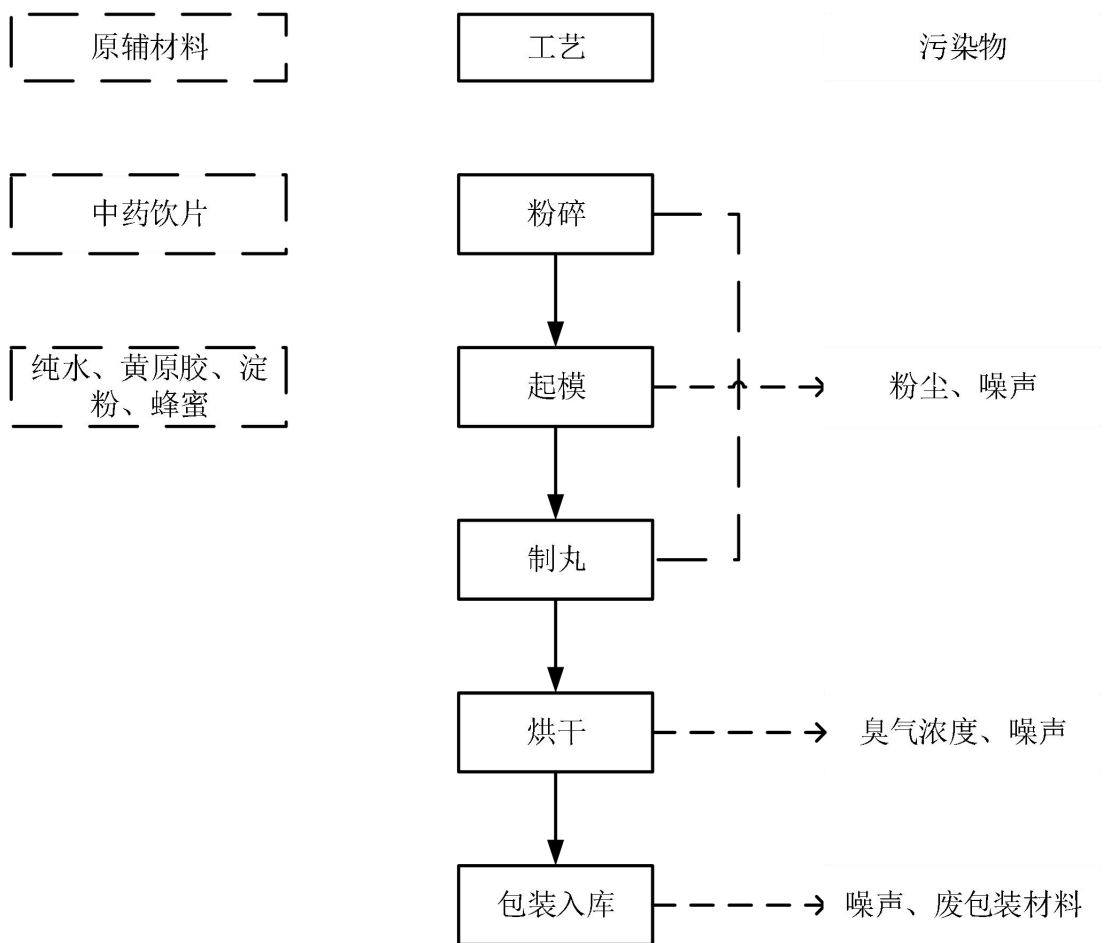 原辅材料
工艺
污染物
中药饮片
粉碎
纯水、黄原胶、淀
粉、蜂蜜
起模
粉尘、噪声
制丸
烘干
臭气浓度、噪声
包装入库
噪声、废包装材料